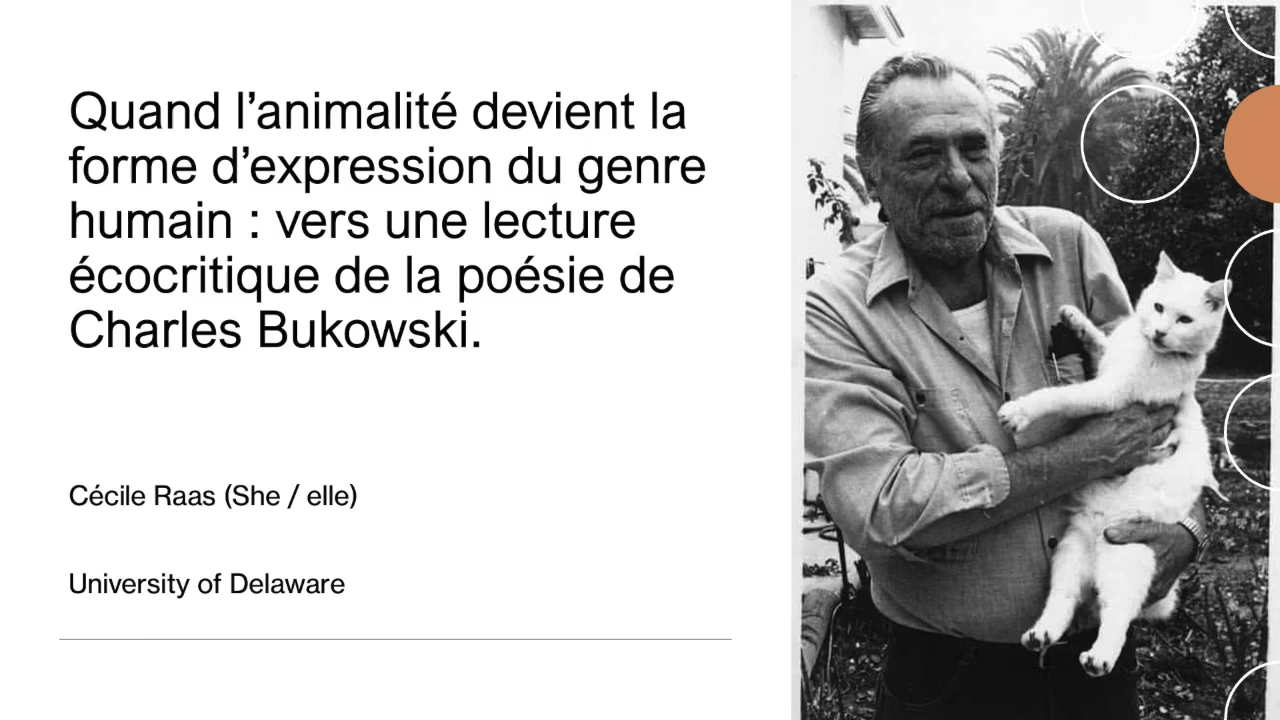 Quand l’animalité devient la
forme d’expression du genre
humain : vers une lecture
écocritique de la poésie de
Charles Bukowski.
Cécile Raas (She / elle)
University of Delaware